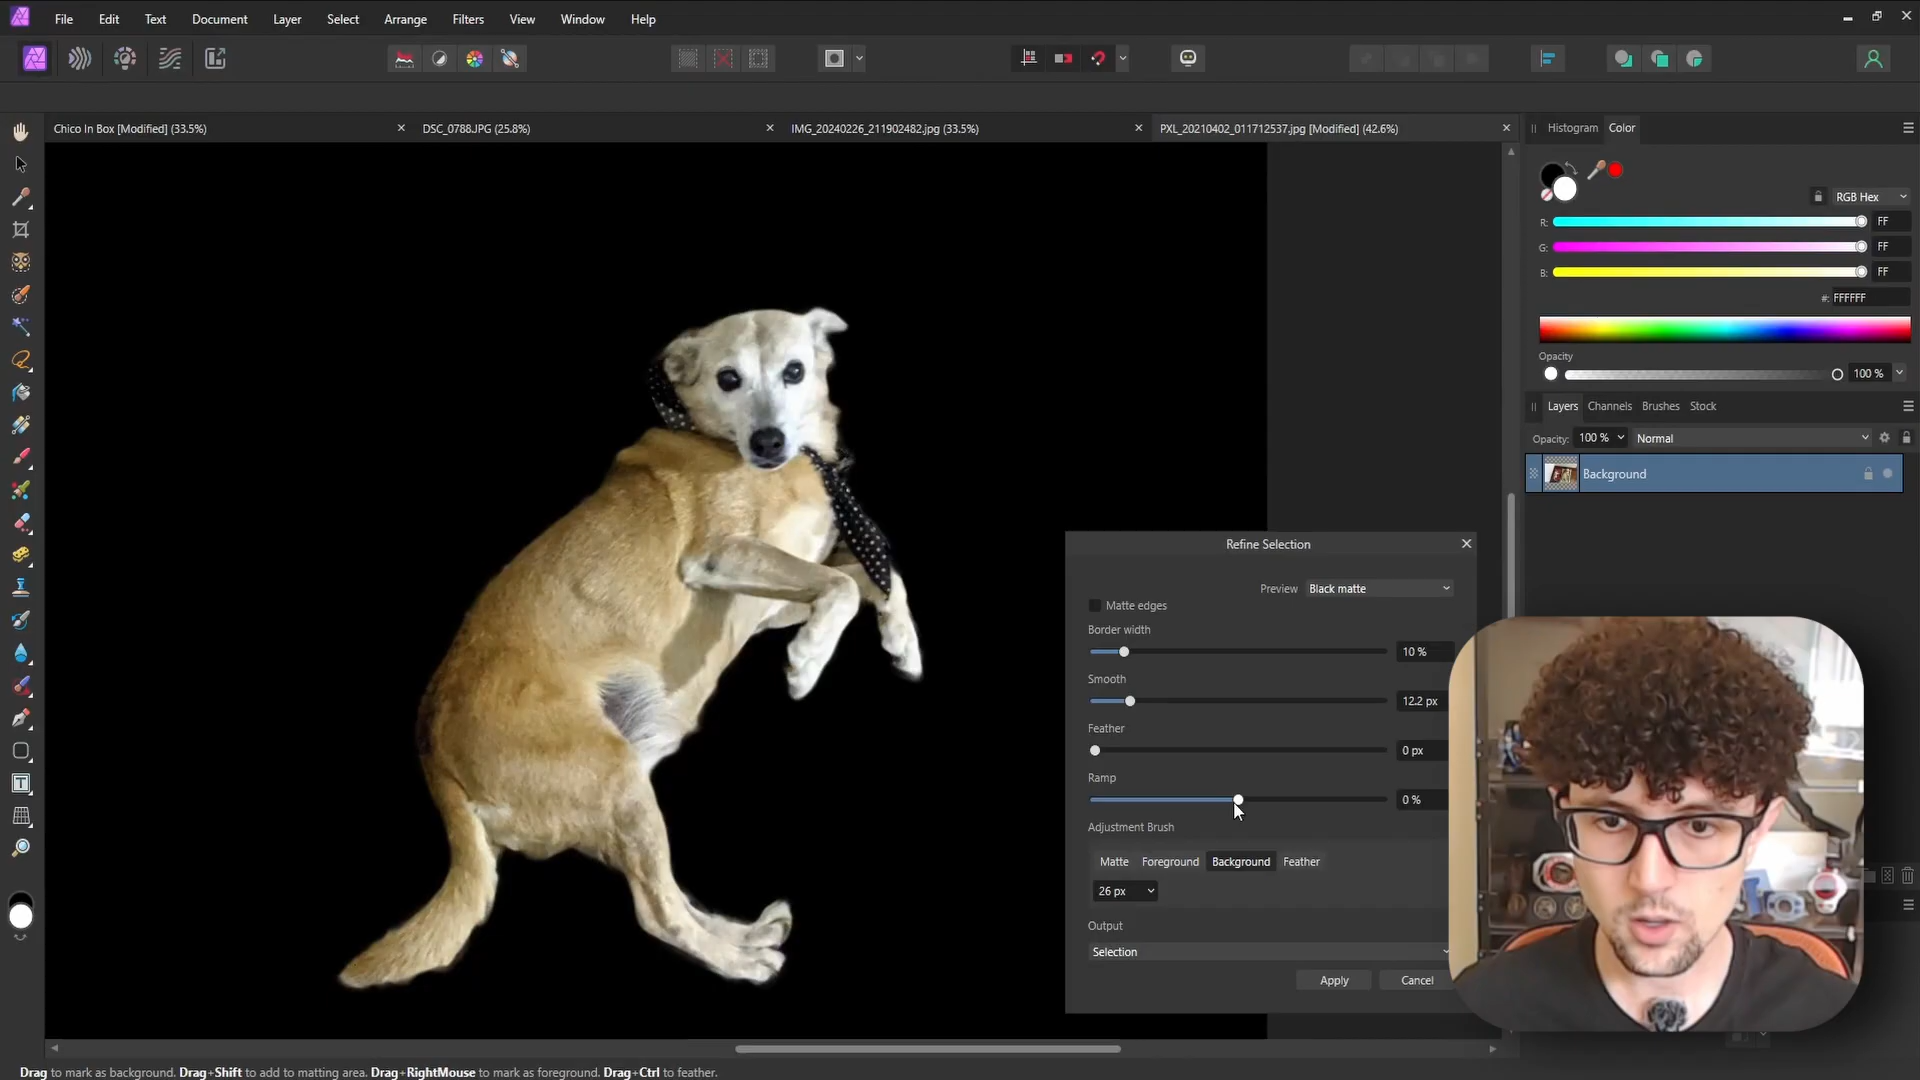 File Edit Text Document Layer Select Arrange Filters View Window Help
Chico In Box [Modified] (33.5%)
DSC_0788.JPG (25.8%)
IMG_20240226_211902482.jpg (33.5%)
PXL_20210402_011712537.jpg [Modified] (42.6%)
Histogram Color
RGB Hex
R: FF
G: FF
B: FF
#: FFFFFF
Opacity
100 %
Layers Channels Brushes Stock
Opacity: 100 % Normal
Background
Refine Selection
Preview Black matte
Matte edges
Border width
10 %
Smooth
12.2 px
Feather
0 px
Ramp
0 %
Adjustment Brush
Matte Foreground Background Feather
26 px
Output
Selection
Apply Cancel
Drag to mark as background. Drag+Shift to add to matting area. Drag+RightMouse to mark as foreground. Drag+Ctrl to feather.